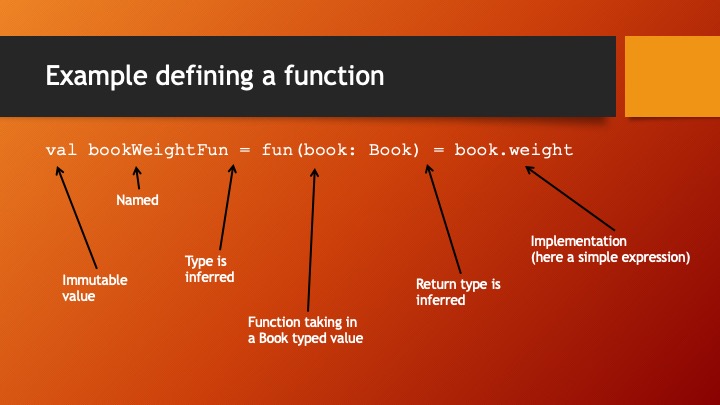 Example defining a function
val bookWeightFun = fun(book: Book) = book.weight
Named
Type is
inferred
Immutable
value
Function taking in
a Book typed value
Return type is
inferred
Implementation
(here a simple expression)